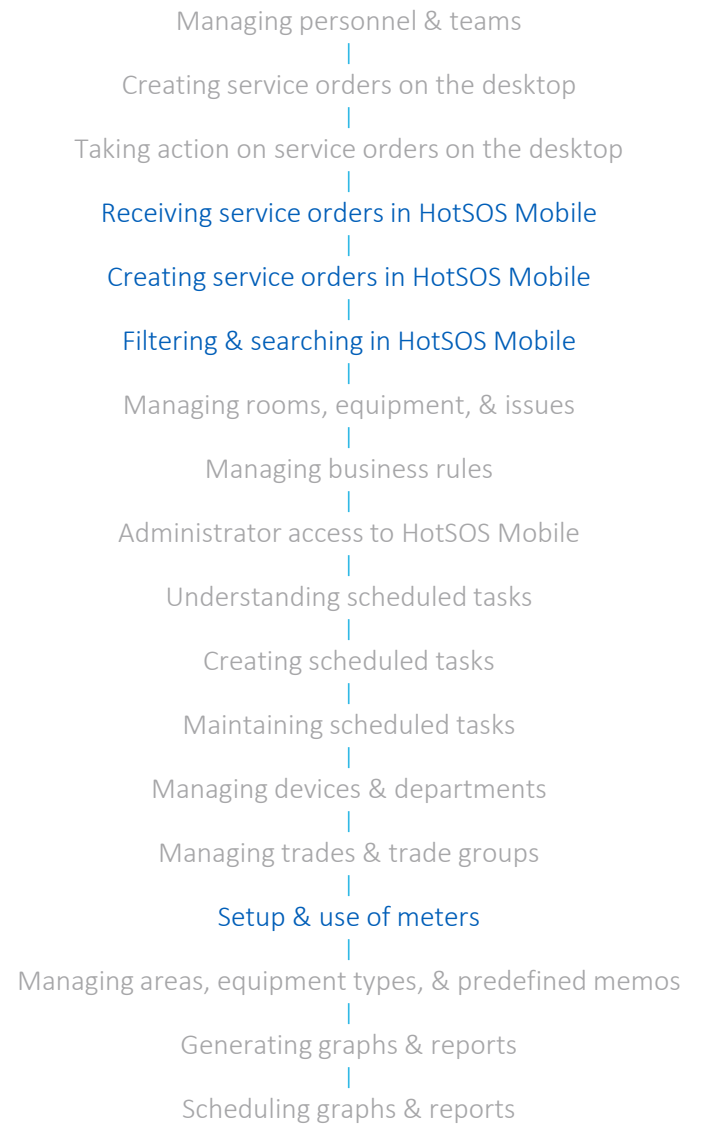 Managing personnel & teams
|
Creating service orders on the desktop
|
Taking action on service orders on the desktop
|
Receiving service orders in HotSOS Mobile
|
Creating service orders in HotSOS Mobile
|
Filtering & searching in HotSOS Mobile
|
Managing rooms, equipment, & issues
|
Managing business rules
|
Administrator access to HotSOS Mobile
|
Understanding scheduled tasks
|
Creating scheduled tasks
|
Maintaining scheduled tasks
|
Managing devices & departments
|
Managing trades & trade groups
|
Setup & use of meters
|
Managing areas, equipment types, & predefined memos
|
Generating graphs & reports
|
Scheduling graphs & reports